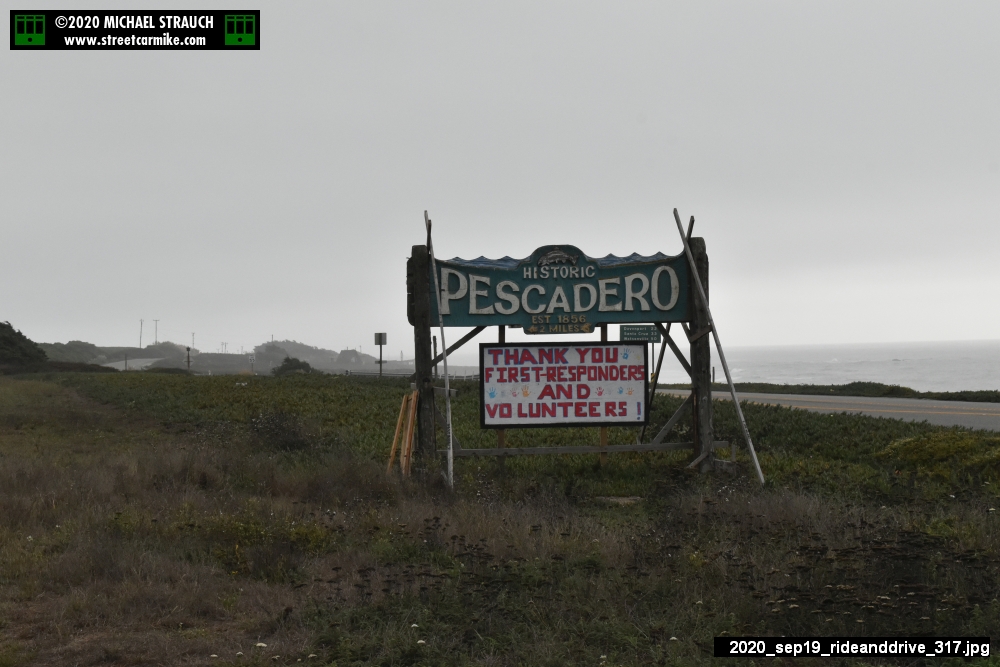 ©2020 MICHAEL STRAUCH
www.streetcarmike.com
HISTORIC
PESCADERO
EST 1856
2 MILES
THANK YOU
FIRST-RESPONDERS
AND
VOLUNTEERS!
2020_sep19_rideanddrive_317.jpg